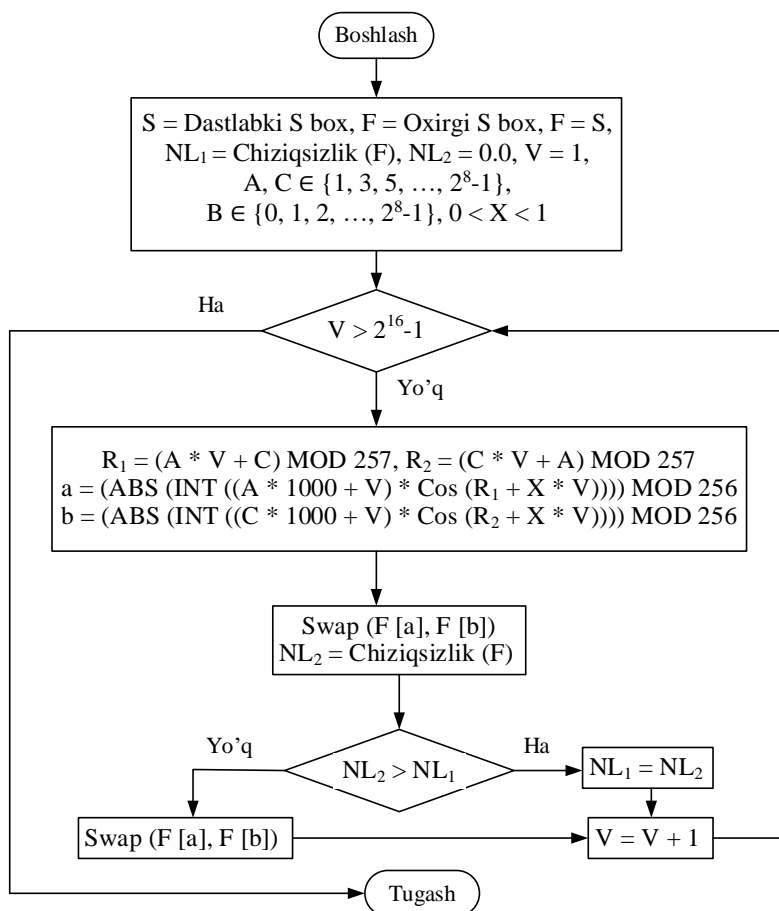 Boshlash
S = Dastlabki S box, F = Oxirgi S box, F = S,
NL₁ = Chiziqsizlik (F), NL₂ = 0.0, V = 1,
A, C ∈ {1, 3, 5, …, 2⁸-1},
B ∈ {0, 1, 2, …, 2⁸-1}, 0 < X < 1
Ha
V > 2¹⁶-1
Yo’q
R₁ = (A * V + C) MOD 257, R₂ = (C * V + A) MOD 257
a = (ABS (INT ((A * 1000 + V) * Cos (R₁ + X * V)))) MOD 256
b = (ABS (INT ((C * 1000 + V) * Cos (R₂ + X * V)))) MOD 256
Swap (F [a], F [b])
NL₂ = Chiziqsizlik (F)
Yo’q
Ha
NL₂ > NL₁
NL₁ = NL₂
Swap (F [a], F [b])
V = V + 1
Tugash